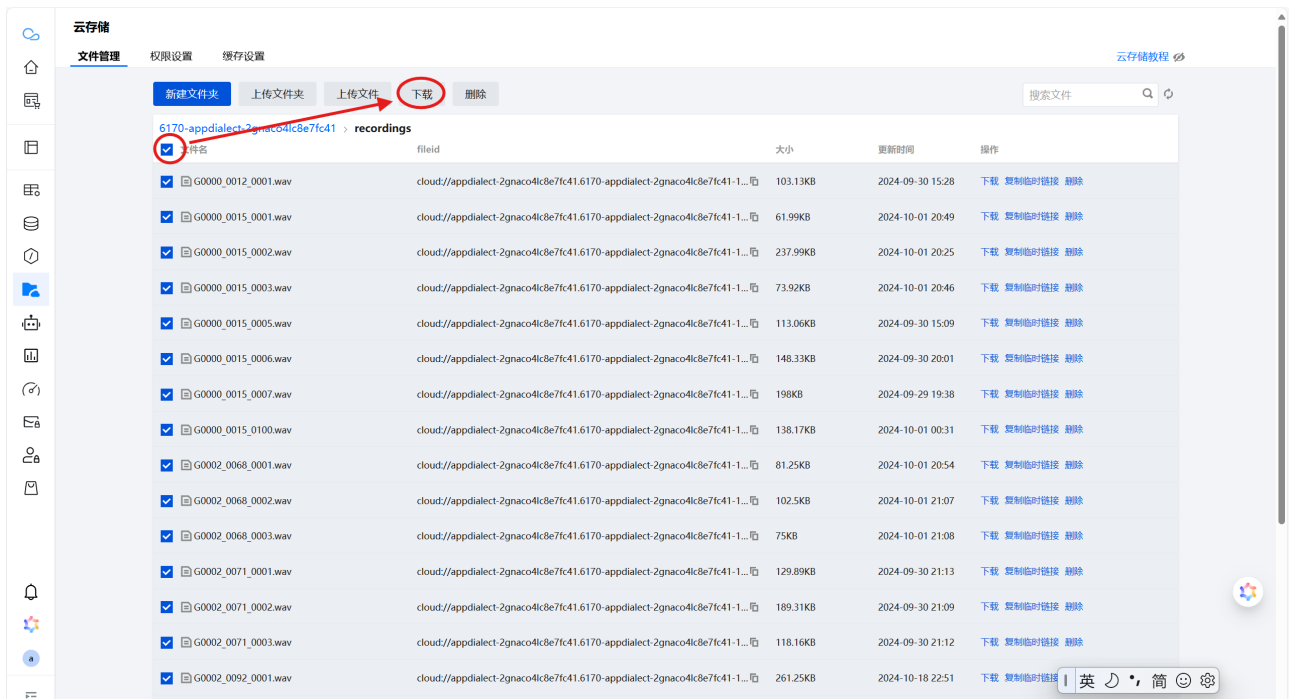 云存储
文件管理 权限设置 缓存设置 云存储教程
新建文件夹 上传文件夹 上传文件 下载 删除 搜索文件
6170-appdialect-2gnaco4lc8e7fc41 > recordings
文件名 fileid 大小 更新时间 操作
G0000_0012_0001.wav cloud://appdialect-2gnaco4lc8e7fc41.6170-appdialect-2gnaco4lc8e7fc41-1... 103.13KB 2024-09-30 15:28 下载 复制临时链接 删除
G0000_0015_0001.wav cloud://appdialect-2gnaco4lc8e7fc41.6170-appdialect-2gnaco4lc8e7fc41-1... 61.99KB 2024-10-01 20:49 下载 复制临时链接 删除
G0000_0015_0002.wav cloud://appdialect-2gnaco4lc8e7fc41.6170-appdialect-2gnaco4lc8e7fc41-1... 237.99KB 2024-10-01 20:25 下载 复制临时链接 删除
G0000_0015_0003.wav cloud://appdialect-2gnaco4lc8e7fc41.6170-appdialect-2gnaco4lc8e7fc41-1... 73.92KB 2024-10-01 20:46 下载 复制临时链接 删除
G0000_0015_0005.wav cloud://appdialect-2gnaco4lc8e7fc41.6170-appdialect-2gnaco4lc8e7fc41-1... 113.06KB 2024-09-30 15:09 下载 复制临时链接 删除
G0000_0015_0006.wav cloud://appdialect-2gnaco4lc8e7fc41.6170-appdialect-2gnaco4lc8e7fc41-1... 148.33KB 2024-09-30 20:01 下载 复制临时链接 删除
G0000_0015_0007.wav cloud://appdialect-2gnaco4lc8e7fc41.6170-appdialect-2gnaco4lc8e7fc41-1... 198KB 2024-09-29 19:38 下载 复制临时链接 删除
G0000_0015_0100.wav cloud://appdialect-2gnaco4lc8e7fc41.6170-appdialect-2gnaco4lc8e7fc41-1... 138.17KB 2024-10-01 00:31 下载 复制临时链接 删除
G0002_0068_0001.wav cloud://appdialect-2gnaco4lc8e7fc41.6170-appdialect-2gnaco4lc8e7fc41-1... 81.25KB 2024-10-01 20:54 下载 复制临时链接 删除
G0002_0068_0002.wav cloud://appdialect-2gnaco4lc8e7fc41.6170-appdialect-2gnaco4lc8e7fc41-1... 102.5KB 2024-10-01 21:07 下载 复制临时链接 删除
G0002_0068_0003.wav cloud://appdialect-2gnaco4lc8e7fc41.6170-appdialect-2gnaco4lc8e7fc41-1... 75KB 2024-10-01 21:08 下载 复制临时链接 删除
G0002_0071_0001.wav cloud://appdialect-2gnaco4lc8e7fc41.6170-appdialect-2gnaco4lc8e7fc41-1... 129.89KB 2024-09-30 21:13 下载 复制临时链接 删除
G0002_0071_0002.wav cloud://appdialect-2gnaco4lc8e7fc41.6170-appdialect-2gnaco4lc8e7fc41-1... 189.31KB 2024-09-30 21:09 下载 复制临时链接 删除
G0002_0071_0003.wav cloud://appdialect-2gnaco4lc8e7fc41.6170-appdialect-2gnaco4lc8e7fc41-1... 118.16KB 2024-09-30 21:12 下载 复制临时链接 删除
G0002_0092_0001.wav cloud://appdialect-2gnaco4lc8e7fc41.6170-appdialect-2gnaco4lc8e7fc41-1... 261.25KB 2024-10-18 22:51 下载 复制临时链接
a
英 简